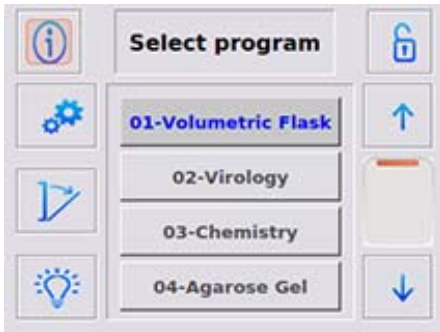 Select program
01-Volumetric Flask
02-Virology
03-Chemistry
04-Agarose Gel